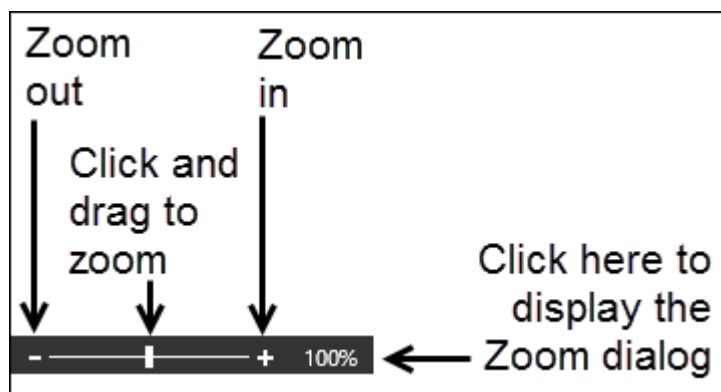 Zoom
out
Zoom
in
Click and
drag to
zoom
Click here to
display the
Zoom dialog
- + 100%